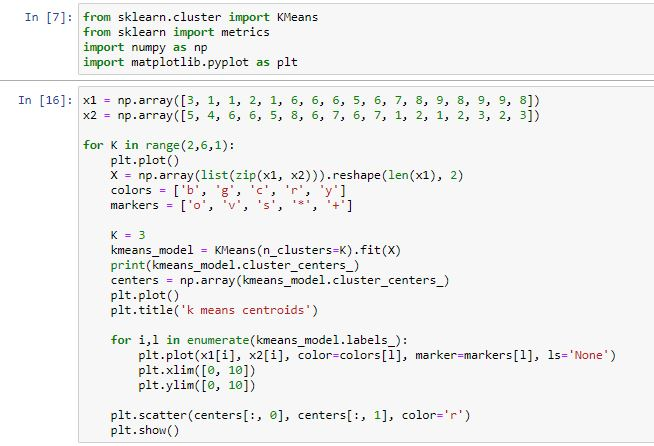 In [7]: from sklearn.cluster import KMeans
from sklearn import metrics
import numpy as np
import matplotlib.pyplot as plt
In [16]: x1 = np.array([3, 1, 1, 2, 1, 6, 6, 6, 5, 6, 7, 8, 9, 8, 9, 9, 8])
x2 = np.array([5, 4, 6, 6, 5, 8, 6, 7, 6, 7, 1, 2, 1, 2, 3, 2, 3])
for K in range(2,6,1):
    plt.plot()
    X = np.array(list(zip(x1, x2))).reshape(len(x1), 2)
    colors = ['b', 'g', 'c', 'r', 'y']
    markers = ['o', 'v', 's', '*', '+']
    K = 3
    kmeans_model = KMeans(n_clusters=K).fit(X)
    print(kmeans_model.cluster_centers_)
    centers = np.array(kmeans_model.cluster_centers_)
    plt.plot()
    plt.title('k means centroids')
    for i,l in enumerate(kmeans_model.labels_):
        plt.plot(x1[i], x2[i], color=colors[l], marker=markers[l], ls='None')
        plt.xlim([0, 10])
        plt.ylim([0, 10])
    plt.scatter(centers[:, 0], centers[:, 1], color='r')
    plt.show()